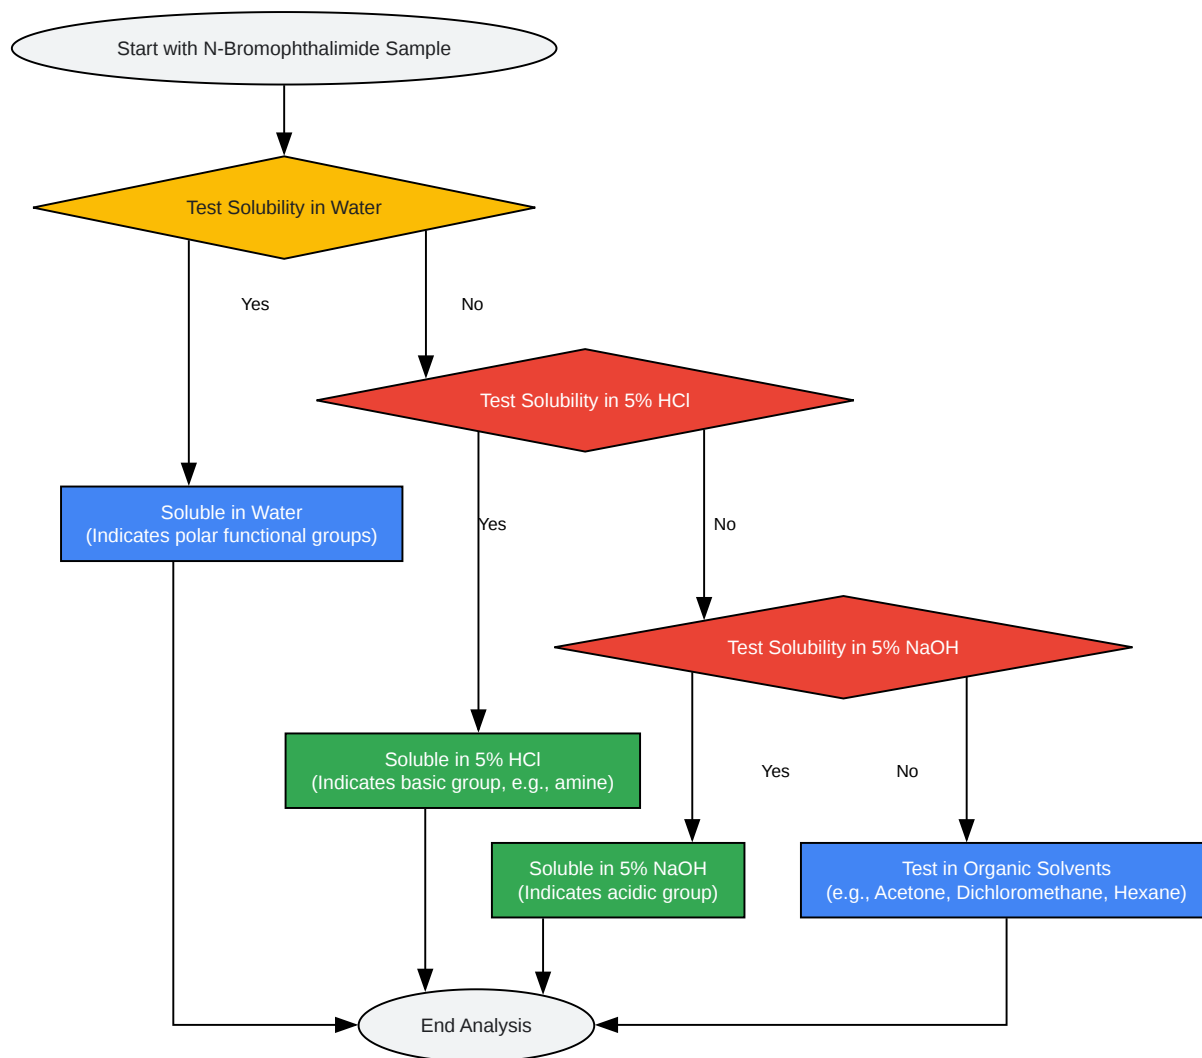 Start with N-Bromophthalimide Sample
Test Solubility in Water
Yes
No
Test Solubility in 5% HCl
Soluble in Water
(Indicates polar functional groups)
Yes
No
Test Solubility in 5% NaOH
Soluble in 5% HCl
(Indicates basic group, e.g., amine)
Yes
No
Soluble in 5% NaOH
(Indicates acidic group)
Test in Organic Solvents
(e.g., Acetone, Dichloromethane, Hexane)
End Analysis